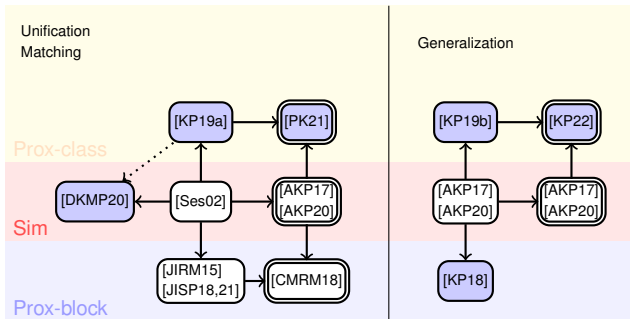 Unification
Matching
Generalization
[KP19a]
[PK21]
[KP19b]
[KP22]
Prox-class
[DKMP20]
[Ses02]
[AKP17]
[AKP20]
[AKP17]
[AKP20]
[AKP17]
[AKP20]
Sim
[JIRM15]
[JISP18,21]
[CMRM18]
[KP18]
Prox-block